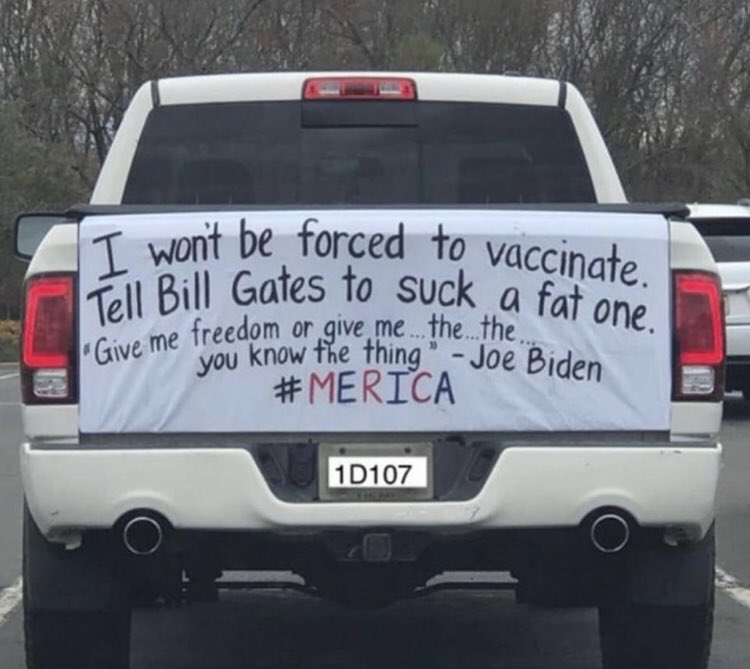 I won't be forced to vaccinate.
Tell Bill Gates to suck a fat one.
"Give me freedom or give me...the...the...
you know the thing" - Joe Biden
#MERICA
1D107